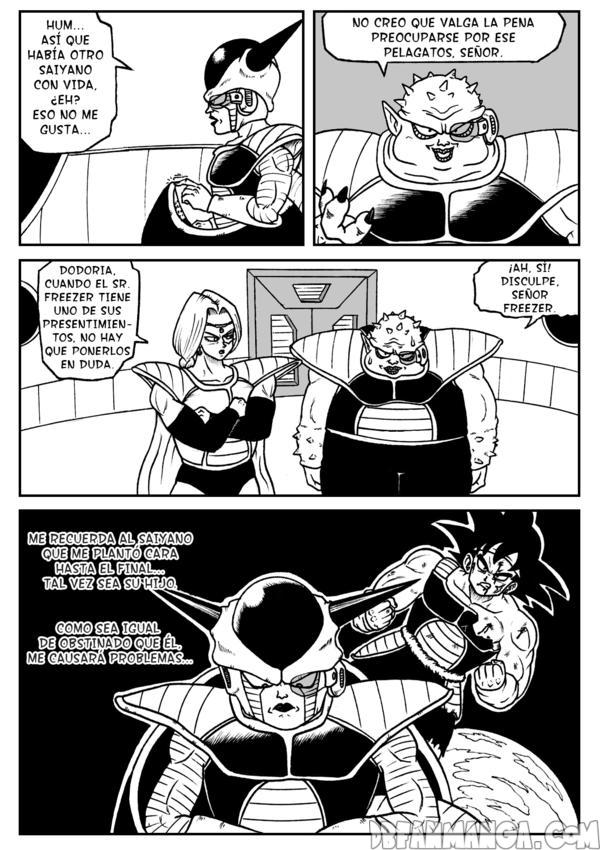 HUM...
ASÍ QUE
HABÍA OTRO
SAIYANO
CON VIDA,
¿EH?
ESO NO ME
GUSTA...
NO CREO QUE VALGA LA PENA
PREOCUPARSE POR ESE
PELAGATOS, SEÑOR.
DODORIA,
CUANDO EL SR.
FREEZER TIENE
UNO DE SUS
PRESENTIMIEN-
TOS, NO HAY
QUE PONERLOS
EN DUDA.
¡AH, SÍ!
DISCULPE,
SEÑOR
FREEZER.
ME RECUERDA AL SAIYANO
QUE ME PLANTÓ CARA
HASTA EL FINAL...
TAL VEZ SEA SU HIJO.
COMO SEA IGUAL
DE OBSTINADO QUE ÉL,
ME CAUSARÁ PROBLEMAS...
DBFANMANGA.COM